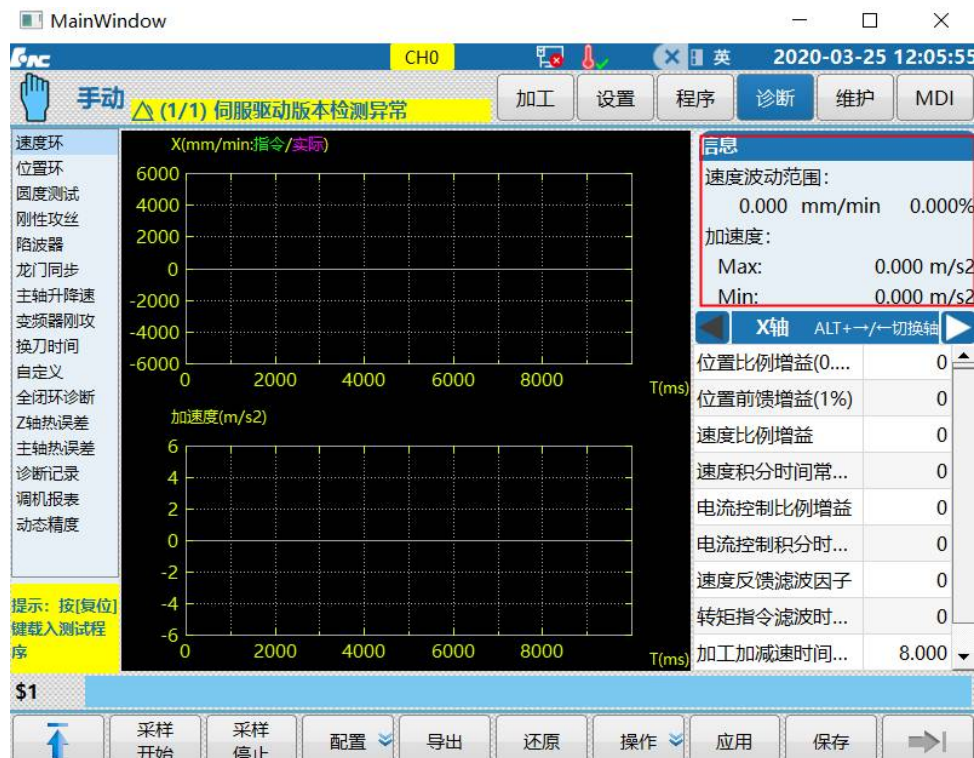 MainWindow
HNC
CH0
英
2020-03-25 12:05:55
手动
(1/1) 伺服驱动版本检测异常
加工
设置
程序
诊断
维护
MDI
速度环
位置环
圆度测试
刚性攻丝
陷波器
龙门同步
主轴升降速
变频器刚攻
换刀时间
自定义
全闭环诊断
Z轴热误差
主轴热误差
诊断记录
调机报表
动态精度
提示：按[复位]
键载入测试程
序
X(mm/min:指令/实际)
6000
4000
2000
0
-2000
-4000
-6000
0 2000 4000 6000 8000
T(ms)
加速度(m/s2)
6
4
2
0
-2
-4
-6
0 2000 4000 6000 8000
T(ms)
信息
速度波动范围：
0.000 mm/min 0.000%
加速度：
Max: 0.000 m/s2
Min: 0.000 m/s2
X轴 ALT+→/←切换轴
位置比例增益(0.... 0
位置前馈增益(1%) 0
速度比例增益 0
速度积分时间常... 0
电流控制比例增益 0
电流控制积分时... 0
速度反馈滤波因子 0
转矩指令滤波时... 0
加工加减速时间... 8.000
$1
采样
开始
采样
停止
配置
导出
还原
操作
应用
保存